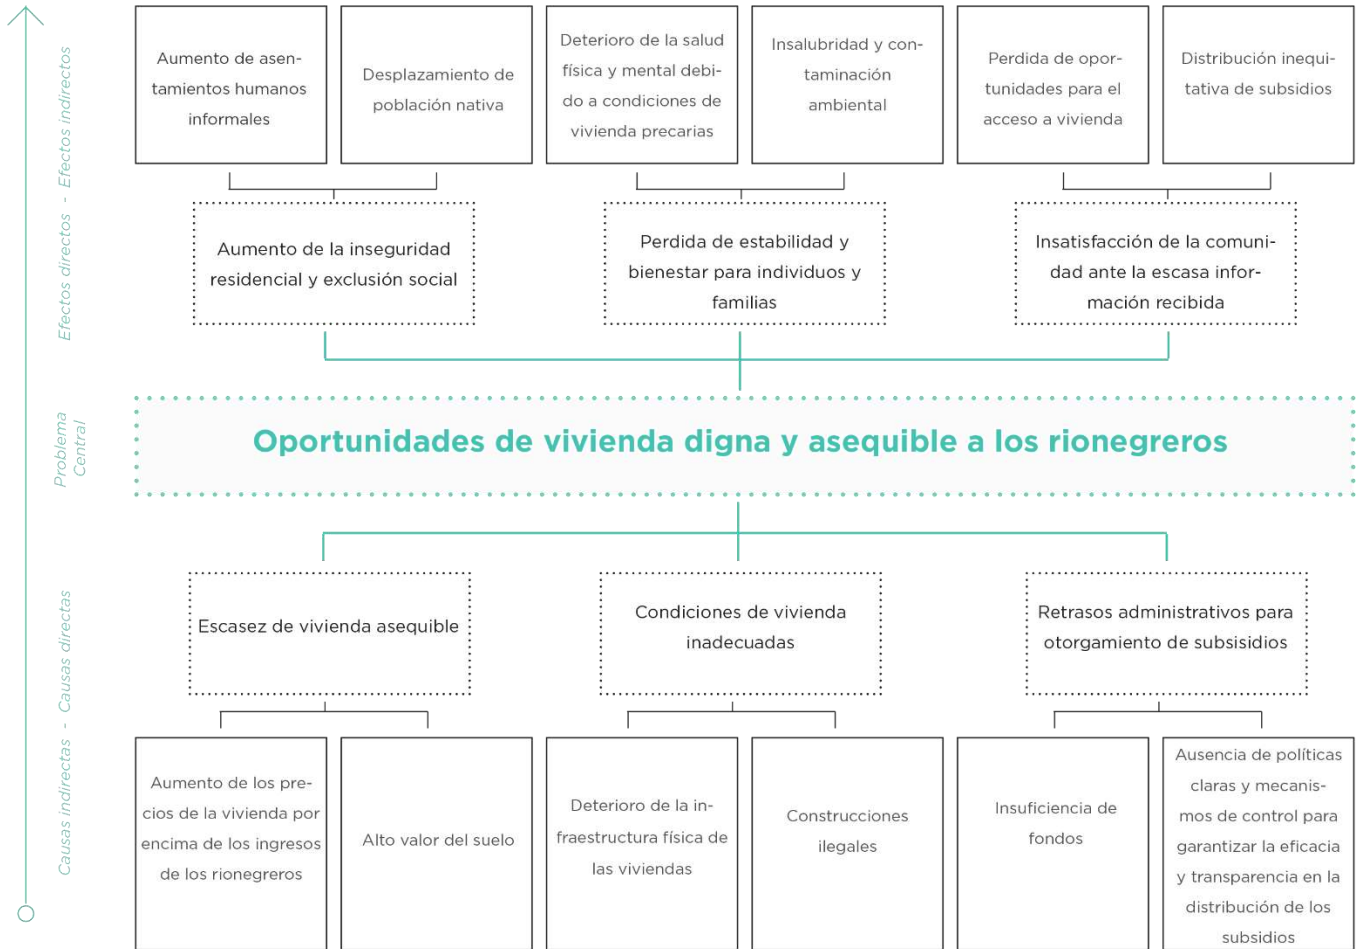 Efectos directos - Efectos indirectos
Aumento de asen-
tamientos humanos
informales
Desplazamiento de
población nativa
Deterioro de la salud
física y mental debi-
do a condiciones de
vivienda precarias
Insalubridad y con-
taminación
ambiental
Perdida de opor-
tunidades para el
acceso a vivienda
Distribución inequi-
tativa de subsidios
Aumento de la inseguridad
residencial y exclusión social
Perdida de estabilidad y
bienestar para individuos y
familias
Insatisfacción de la comuni-
dad ante la escasa infor-
mación recibida
Problema
Central
Oportunidades de vivienda digna y asequible a los rionegreros
Causas indirectas - Causas directas
Escasez de vivienda asequible
Condiciones de vivienda
inadecuadas
Retrasos administrativos para
otorgamiento de subsisidios
Aumento de los pre-
cios de la vivienda por
encima de los ingresos
de los rionegreros
Alto valor del suelo
Deterioro de la in-
fraestructura física de
las viviendas
Construcciones
ilegales
Insuficiencia de
fondos
Ausencia de políticas
claras y mecanis-
mos de control para
garantizar la eficacia
y transparencia en la
distribución de los
subsidios